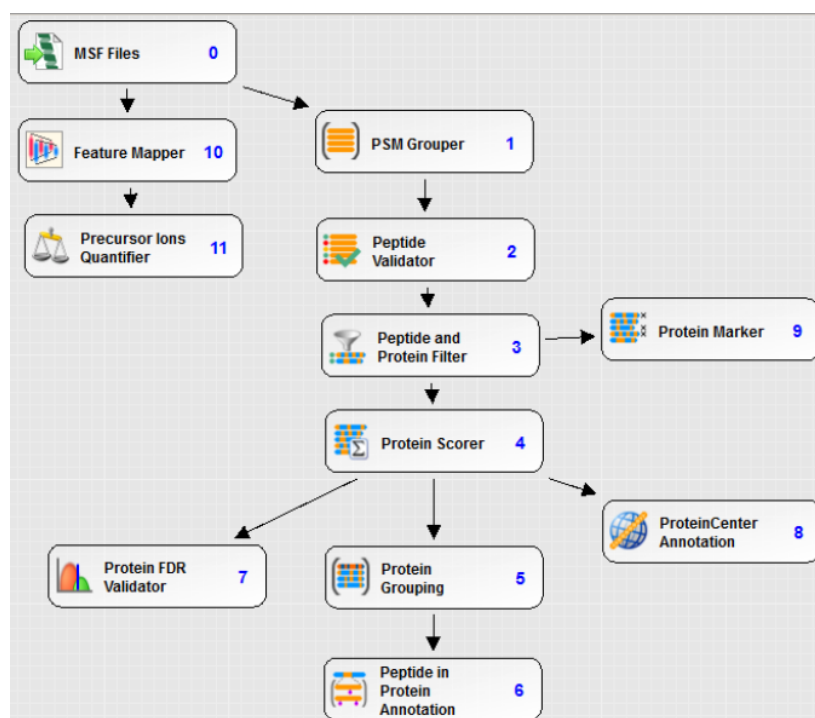 MSF Files 0
Feature Mapper 10
PSM Grouper 1
Precursor Ions
Quantifier 11
Peptide
Validator 2
Peptide and
Protein Filter 3
Protein Marker 9
Protein Scorer 4
ProteinCenter
Annotation 8
Protein FDR
Validator 7
Protein
Grouping 5
Peptide in
Protein 6
Annotation